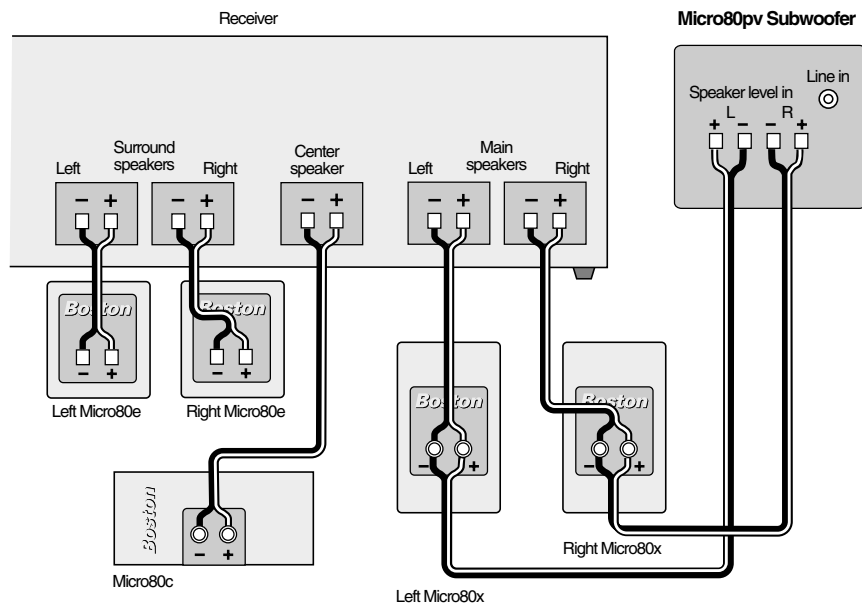 Receiver
Micro80pv Subwoofer
Line in
Speaker level in
+ L – – R +
Surround speakers
Left
Right
– +
– +
Center speaker
– +
Main speakers
Left
Right
– +
– +
Boston
– +
Left Micro80e
Boston
– +
Right Micro80e
Boston
– +
Micro80c
Boston
– +
Left Micro80x
Boston
– +
Right Micro80x